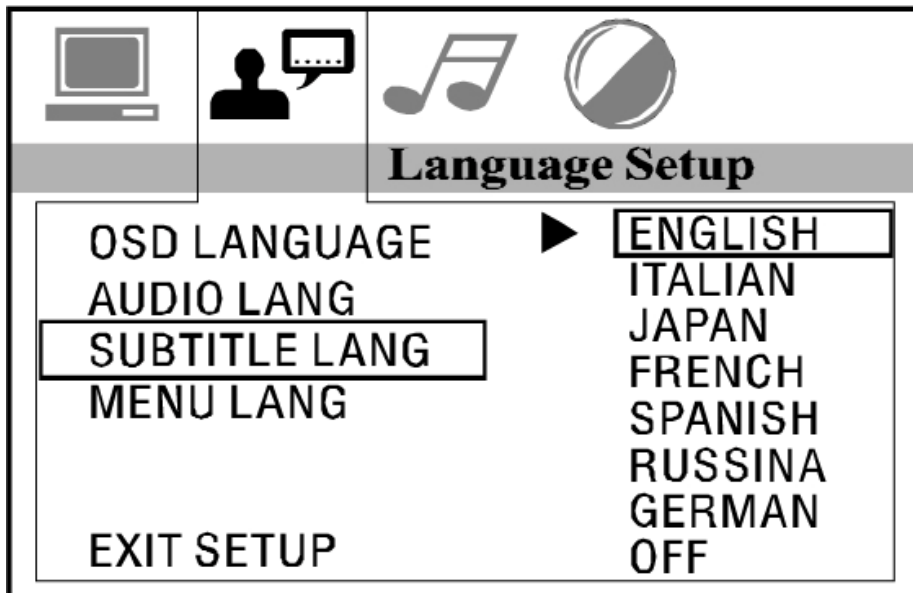 Language Setup
OSD LANGUAGE
AUDIO LANG
SUBTITLE LANG
MENU LANG
EXIT SETUP
ENGLISH
ITALIAN
JAPAN
FRENCH
SPANISH
RUSSINA
GERMAN
OFF